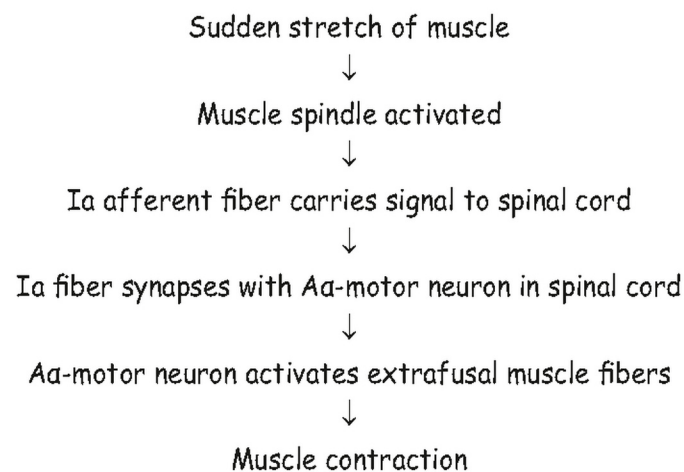 Sudden stretch of muscle
↓
Muscle spindle activated
↓
Ia afferent fiber carries signal to spinal cord
↓
Ia fiber synapses with Aα-motor neuron in spinal cord
↓
Aα-motor neuron activates extrafusal muscle fibers
↓
Muscle contraction